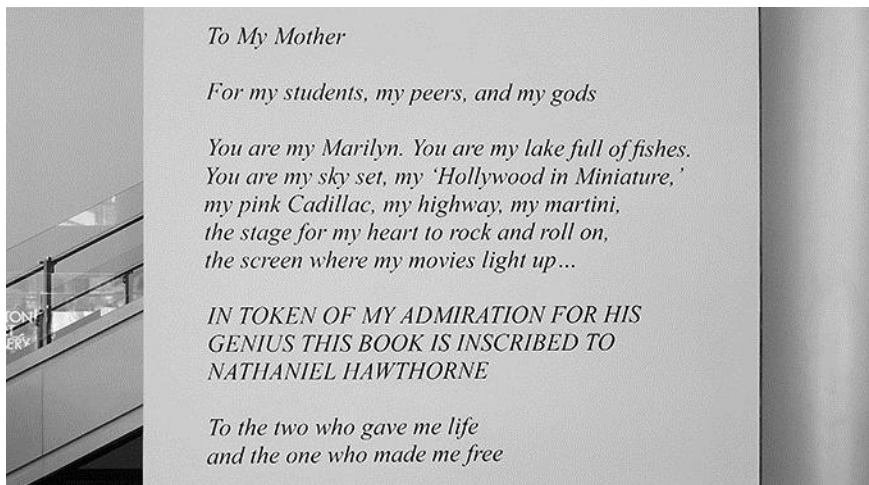 To My Mother
For my students, my peers, and my gods
You are my Marilyn. You are my lake full of fishes.
You are my sky set, my ‘Hollywood in Miniature,’
my pink Cadillac, my highway, my martini,
the stage for my heart to rock and roll on,
the screen where my movies light up…
IN TOKEN OF MY ADMIRATION FOR HIS
GENIUS THIS BOOK IS INSCRIBED TO
NATHANIEL HAWTHORNE
To the two who gave me life
and the one who made me free